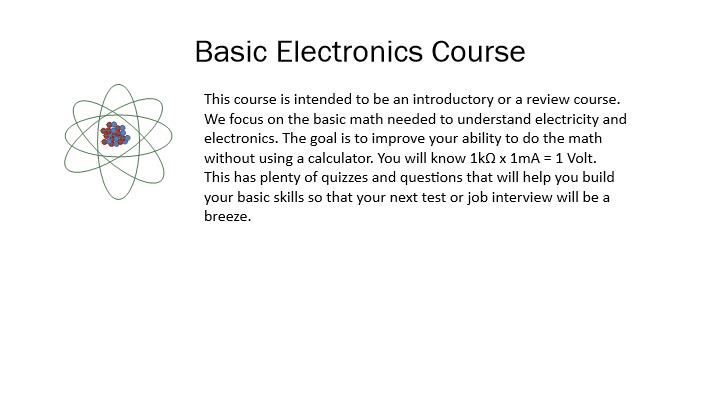 Basic Electronics Course
This course is intended to be an introductory or a review course.
We focus on the basic math needed to understand electricity and
electronics. The goal is to improve your ability to do the math
without using a calculator. You will know 1kΩ x 1mA = 1 Volt.
This has plenty of quizzes and questions that will help you build
your basic skills so that your next test or job interview will be a
breeze.